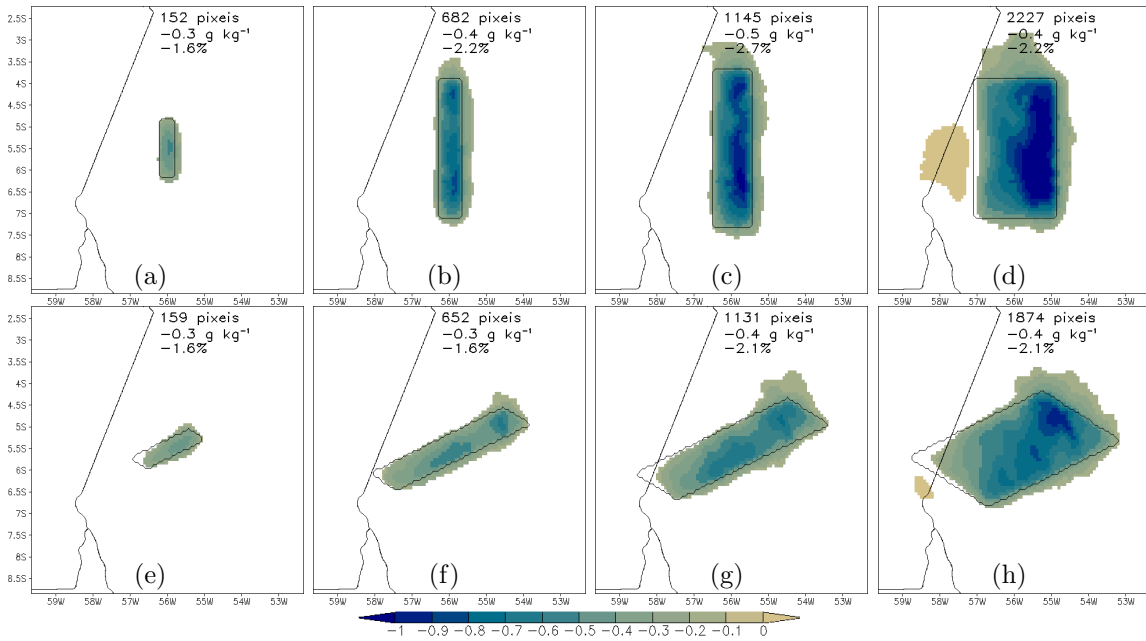 2.5S
3S
3.5S
4S
4.5S
5S
5.5S
6S
6.5S
7S
7.5S
8S
8.5S
152 pixeis
−0.3 g kg⁻¹
−1.6%
(a)
59W 58W 57W 56W 55W 54W 53W
682 pixeis
−0.4 g kg⁻¹
−2.2%
(b)
59W 58W 57W 56W 55W 54W 53W
1145 pixeis
−0.5 g kg⁻¹
−2.7%
(c)
59W 58W 57W 56W 55W 54W 53W
2227 pixeis
−0.4 g kg⁻¹
−2.2%
(d)
59W 58W 57W 56W 55W 54W 53W
2.5S
3S
3.5S
4S
4.5S
5S
5.5S
6S
6.5S
7S
7.5S
8S
8.5S
159 pixeis
−0.3 g kg⁻¹
−1.6%
(e)
59W 58W 57W 56W 55W 54W 53W
652 pixeis
−0.3 g kg⁻¹
−1.6%
(f)
59W 58W 57W 56W 55W 54W 53W
1131 pixeis
−0.4 g kg⁻¹
−2.1%
(g)
59W 58W 57W 56W 55W 54W 53W
1874 pixeis
−0.4 g kg⁻¹
−2.1%
(h)
59W 58W 57W 56W 55W 54W 53W
−1 −0.9 −0.8 −0.7 −0.6 −0.5 −0.4 −0.3 −0.2 −0.1 0